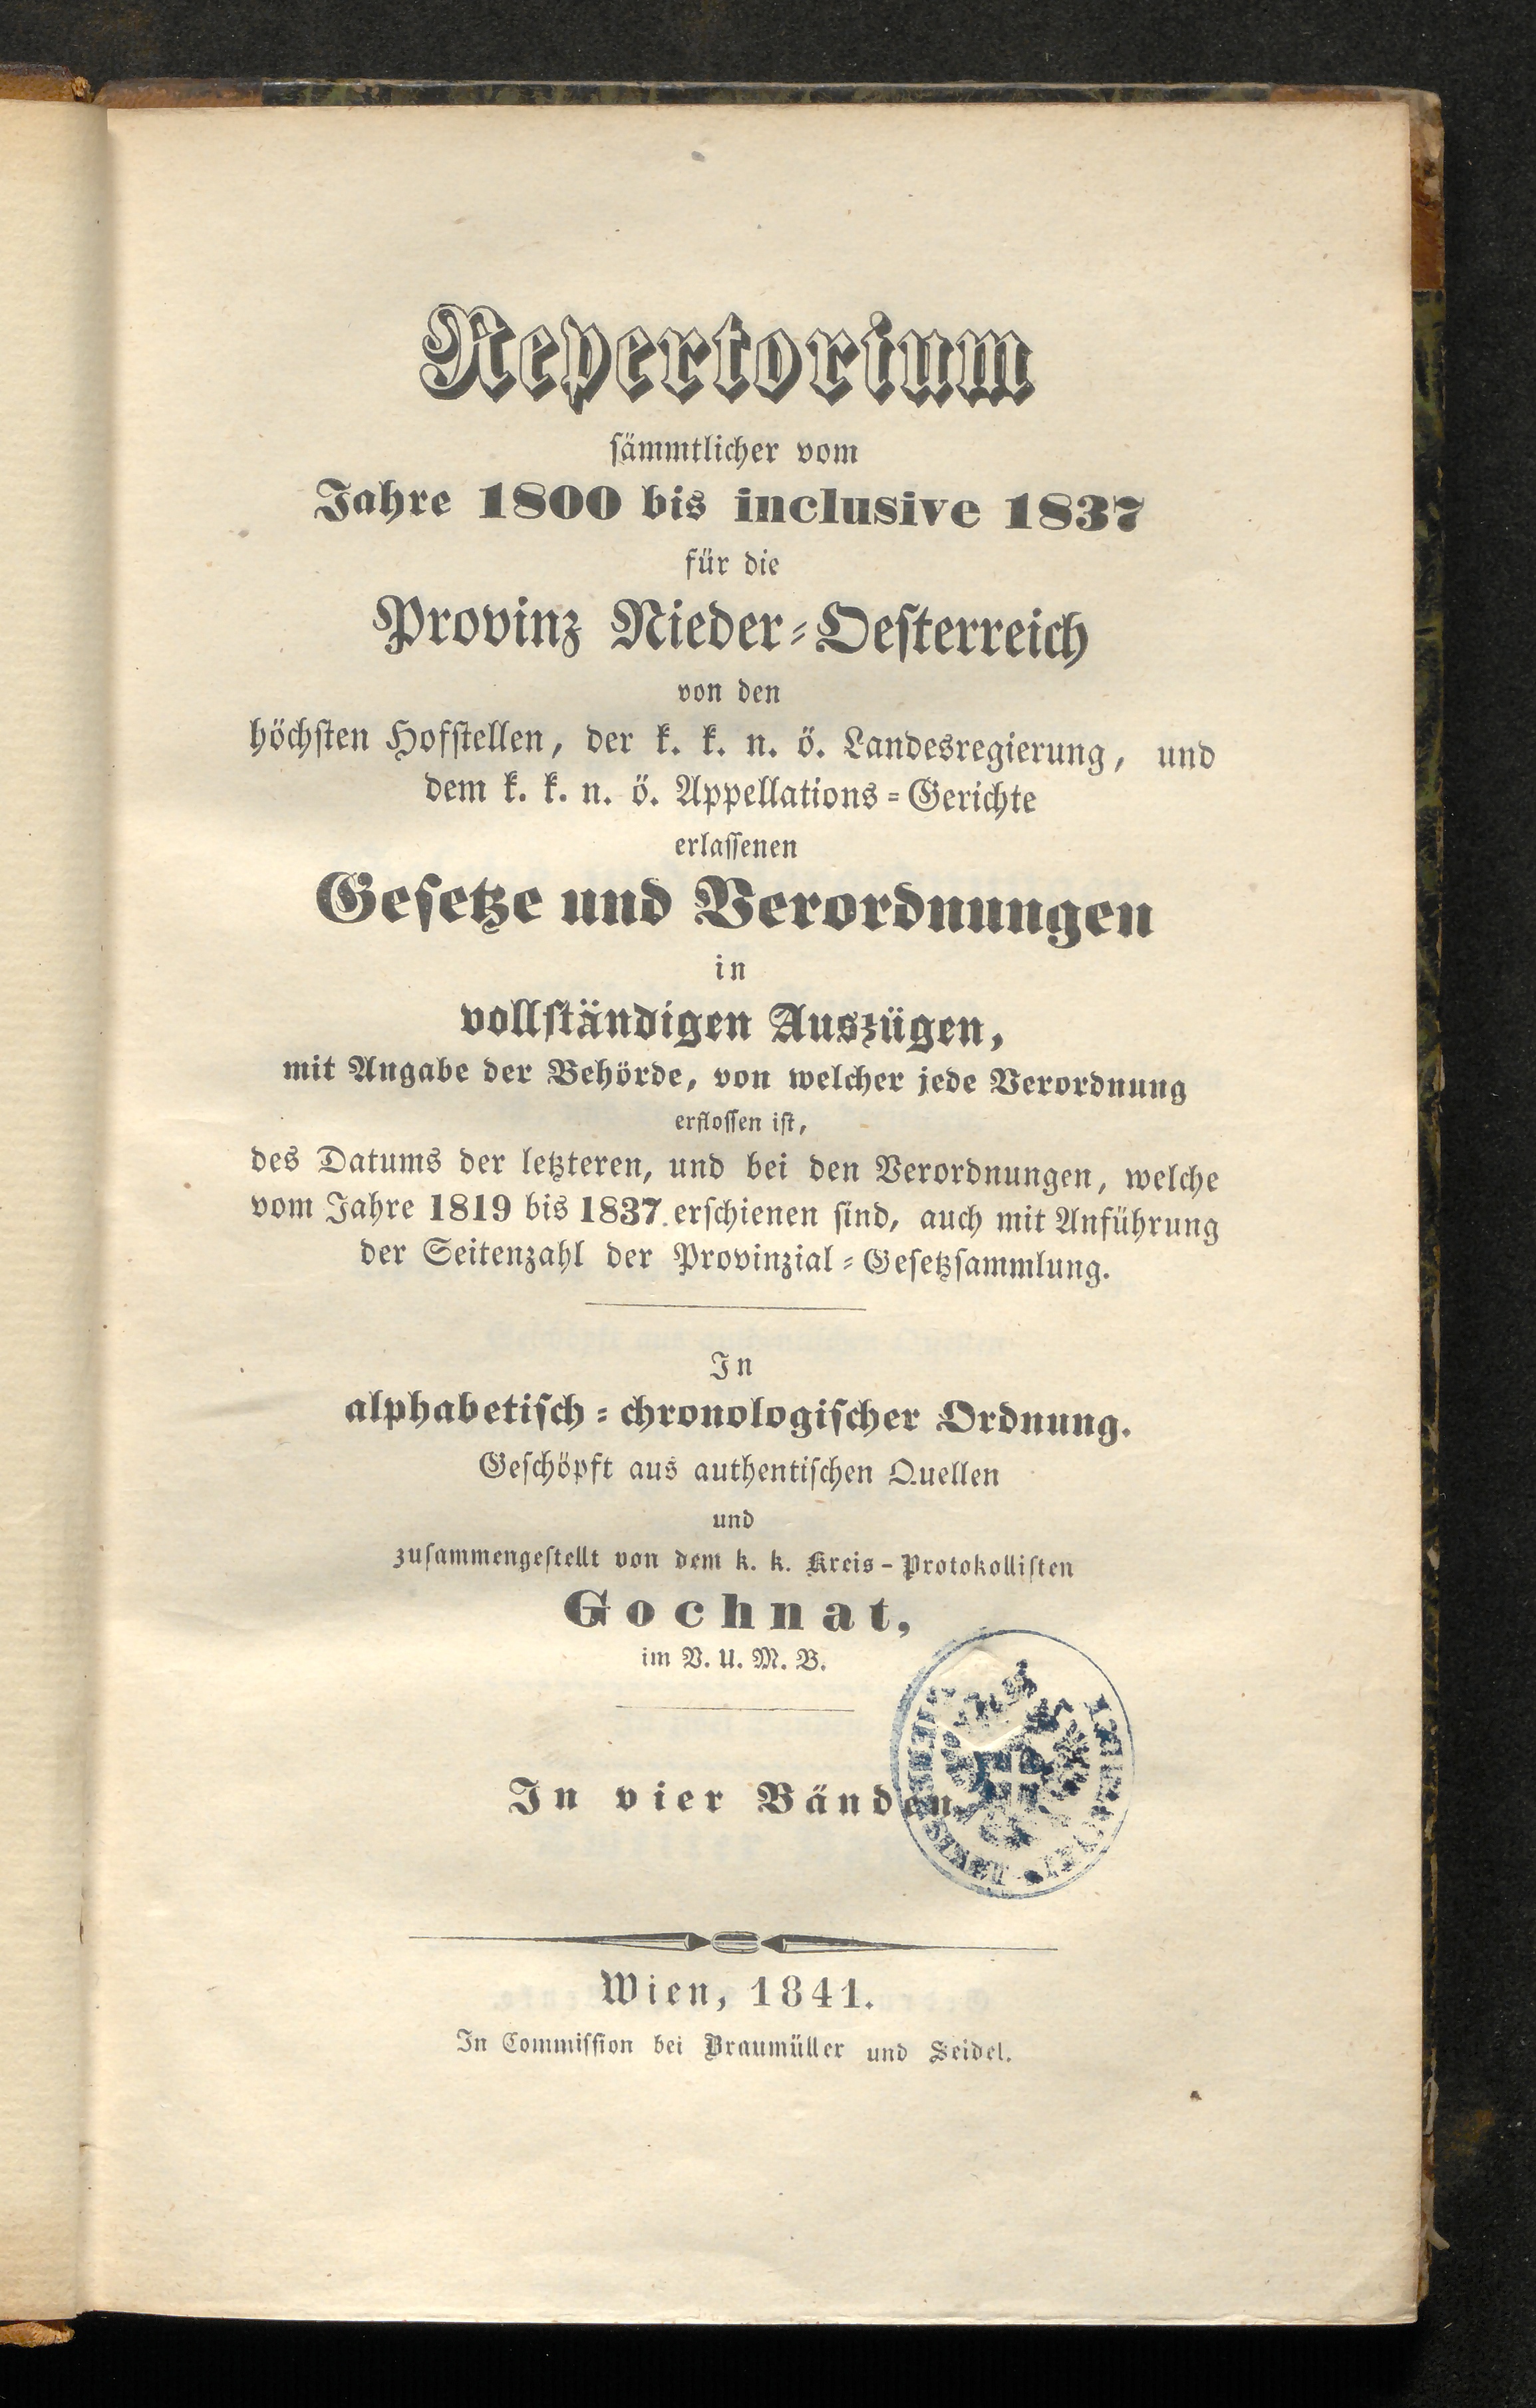 Repertorium
sämmtlicher vom
Jahre 1800 bis inclusive 1837
für die
Provinz Nieder-Oesterreich
von den
höchsten Hofstellen, der k. k. n. ö. Landesregierung, und
dem k. k. n. ö. Appellations-Gerichte
erlassenen
Gesetze und Verordnungen
in
vollständigen Auszügen,
mit Angabe der Behörde, von welcher jede Verordnung
erflossen ist,
des Datums der letzteren, und bei den Verordnungen, welche
vom Jahre 1819 bis 1837 erschienen sind, auch mit Anführung
der Seitenzahl der Provinzial-Gesetzsammlung.
In
alphabetisch-chronologischer Ordnung.
Geschöpft aus authentischen Quellen
und
zusammengestellt von dem k. k. Kreis-Protokollisten
Gochnat,
im V. U. M. B.
In vier Bänden.
Wien, 1841.
In Commission bei Braumüller und Seidel.